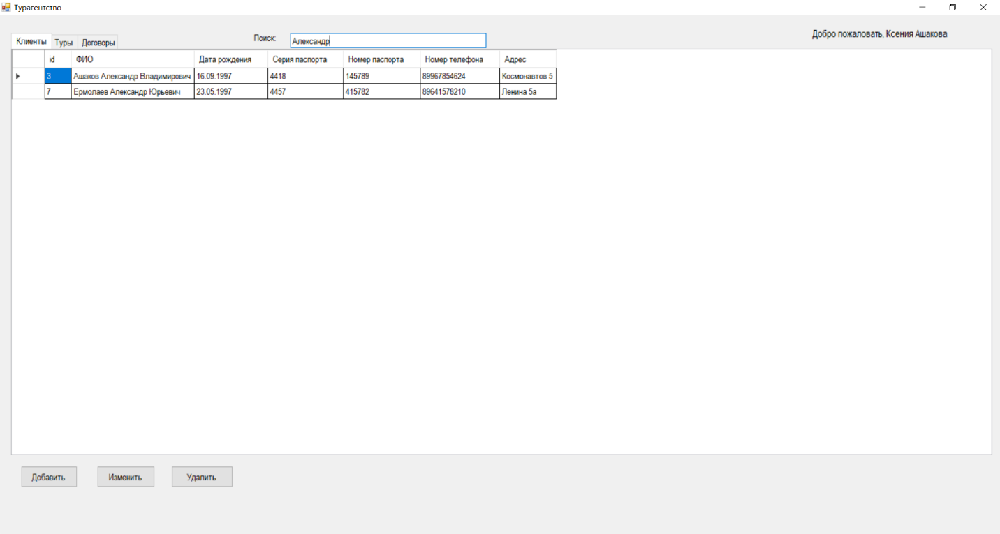 Турагентство
Добро пожаловать, Ксения Ашакова
Клиенты Туры Договоры Поиск: Александр
id ФИО Дата рождения Серия паспорта Номер паспорта Номер телефона Адрес
3 Ашаков Александр Владимирович 16.09.1997 4418 145789 89967854624 Космонавтов 5
7 Ермолаев Александр Юрьевич 23.05.1997 4457 415782 89641578210 Ленина 5а
Добавить Изменить Удалить